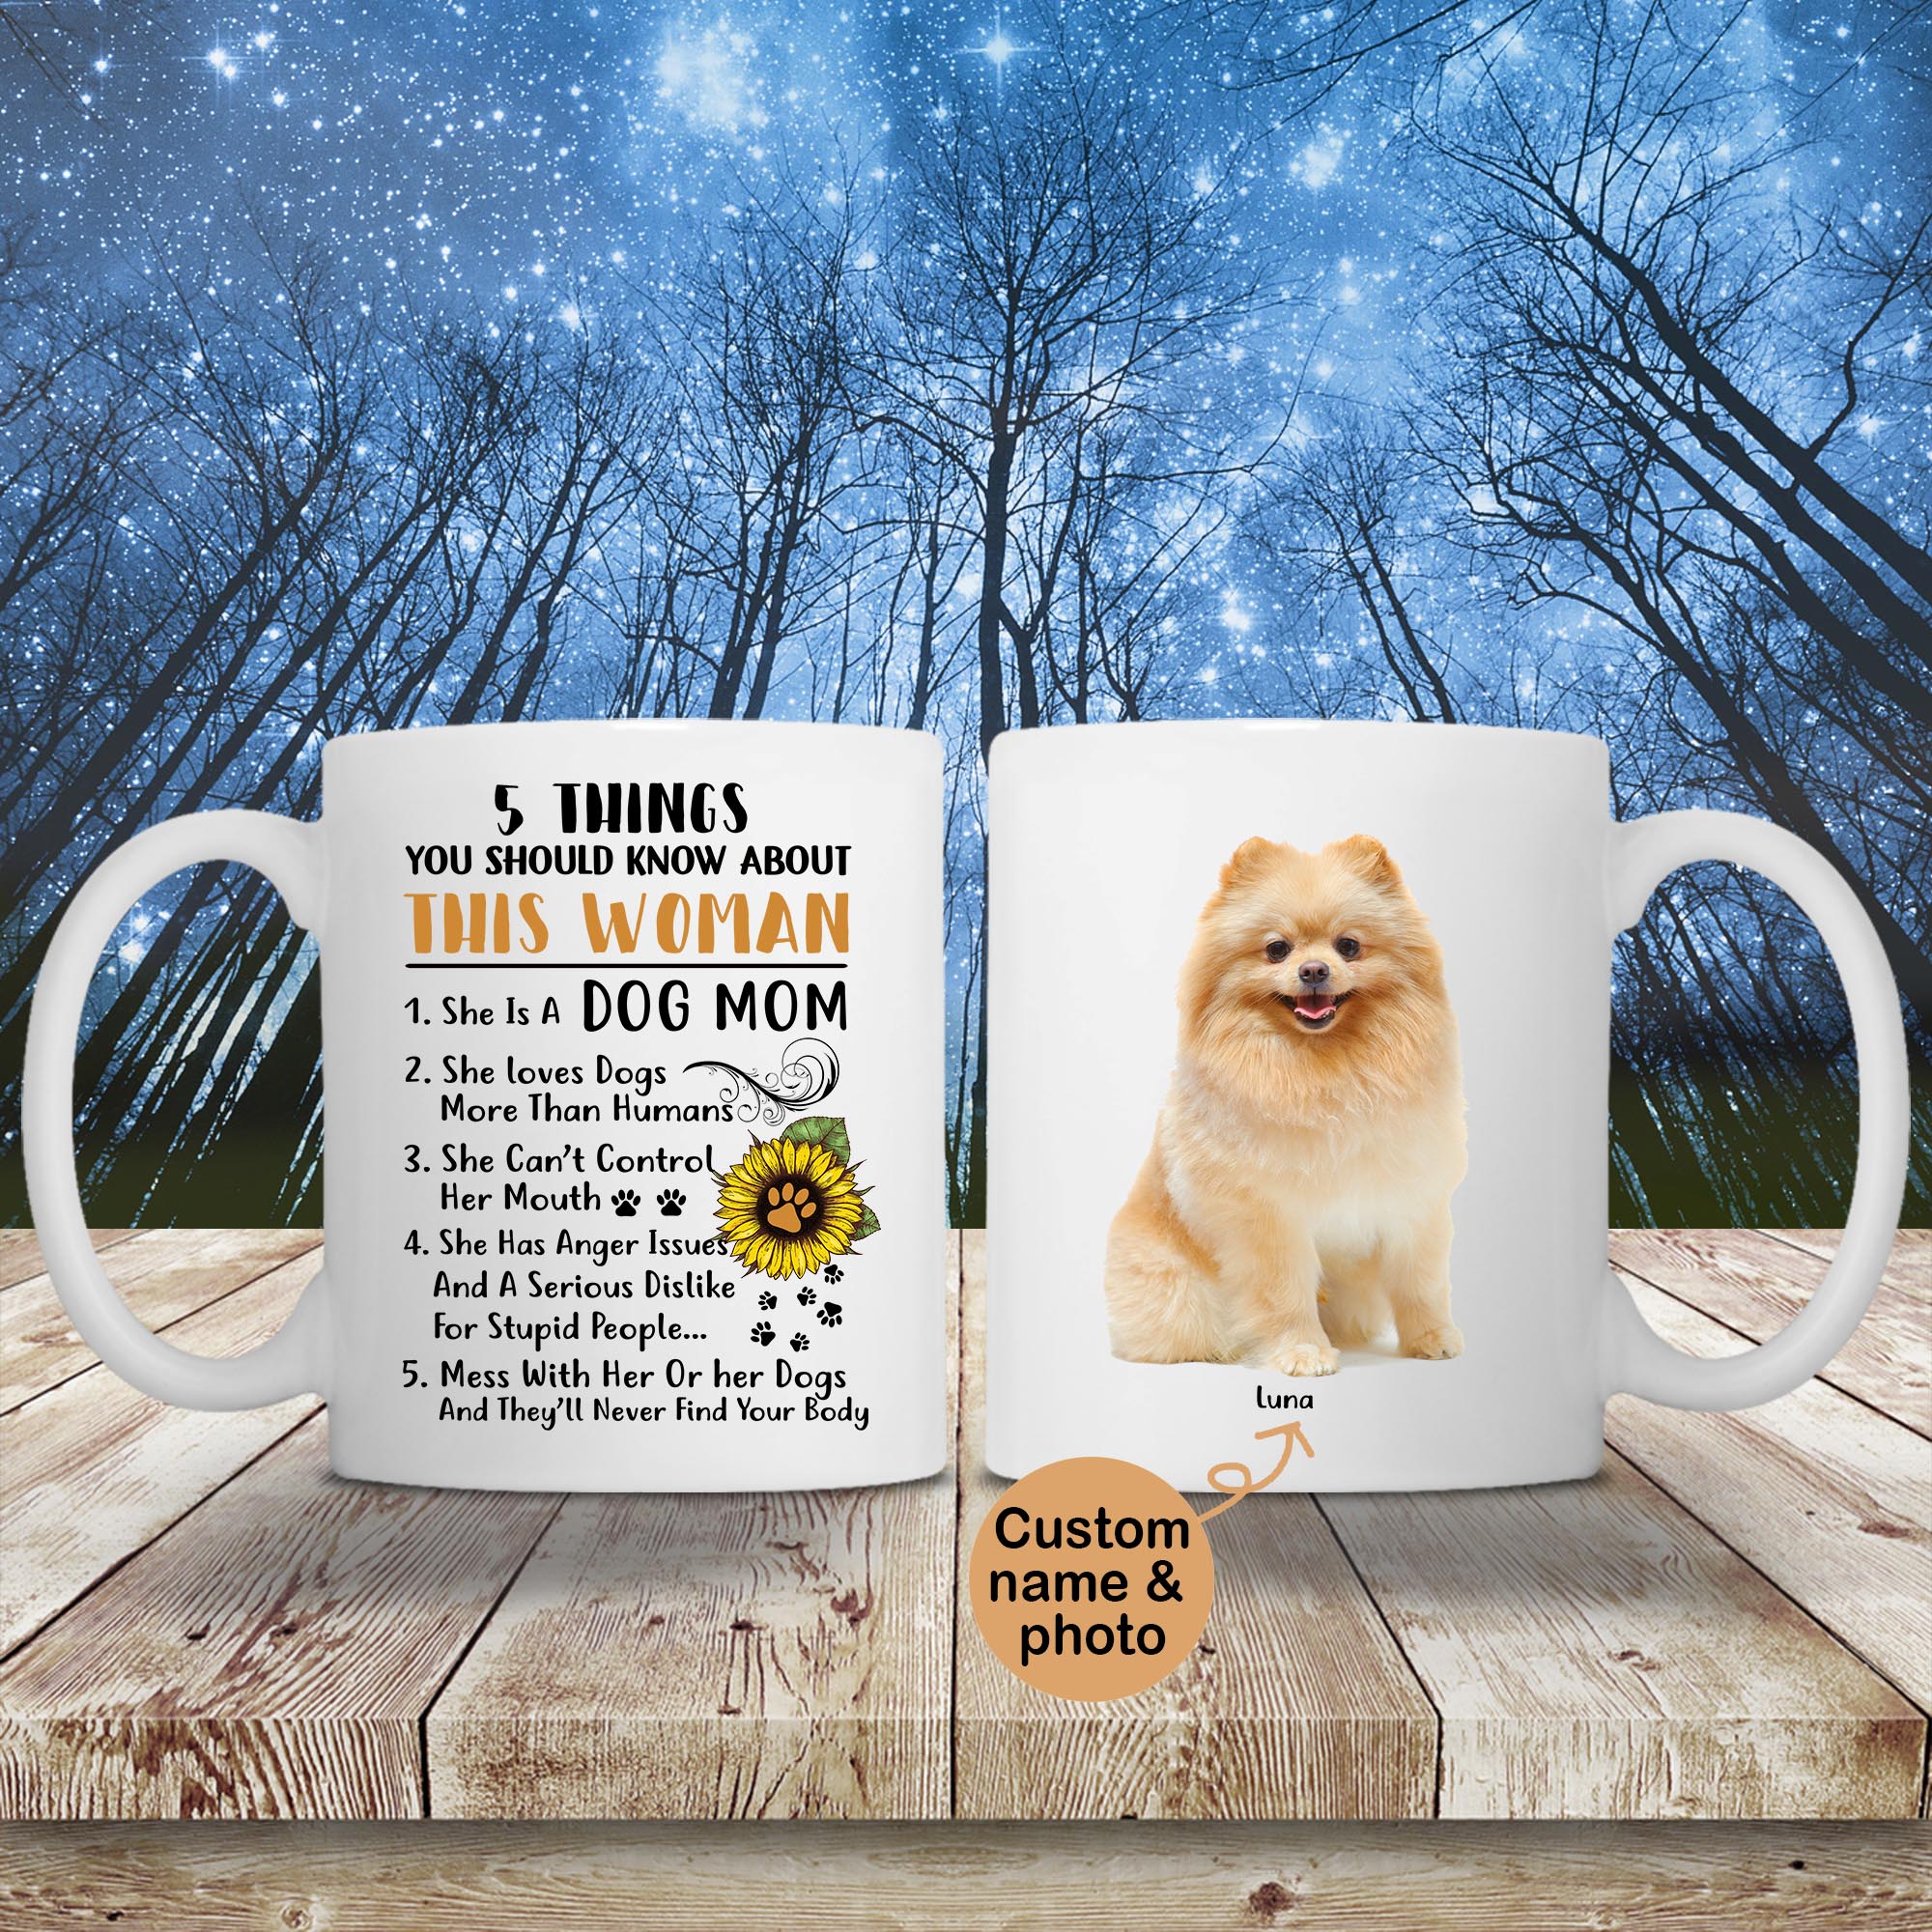 5 THINGS
YOU SHOULD KNOW ABOUT
THIS WOMAN
1. She Is A DOG MOM
2. She loves Dogs
More Than Humans
3. She Can't Control
Her Mouth
4. She Has Anger Issues
And A Serious Dislike
For Stupid People...
5. Mess With Her Or her Dogs
And They'll Never Find Your Body
Luna
Custom
name &
photo